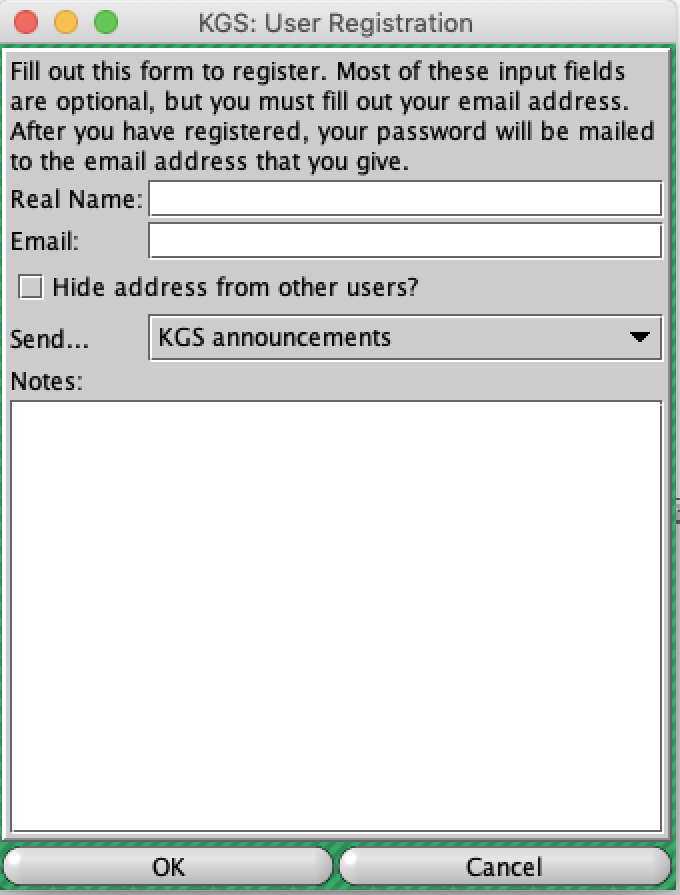 KGS: User Registration
Fill out this form to register. Most of these input fields
are optional, but you must fill out your email address.
After you have registered, your password will be mailed
to the email address that you give.
Real Name:
Email:
Hide address from other users?
Send... KGS announcements
Notes:
OK Cancel